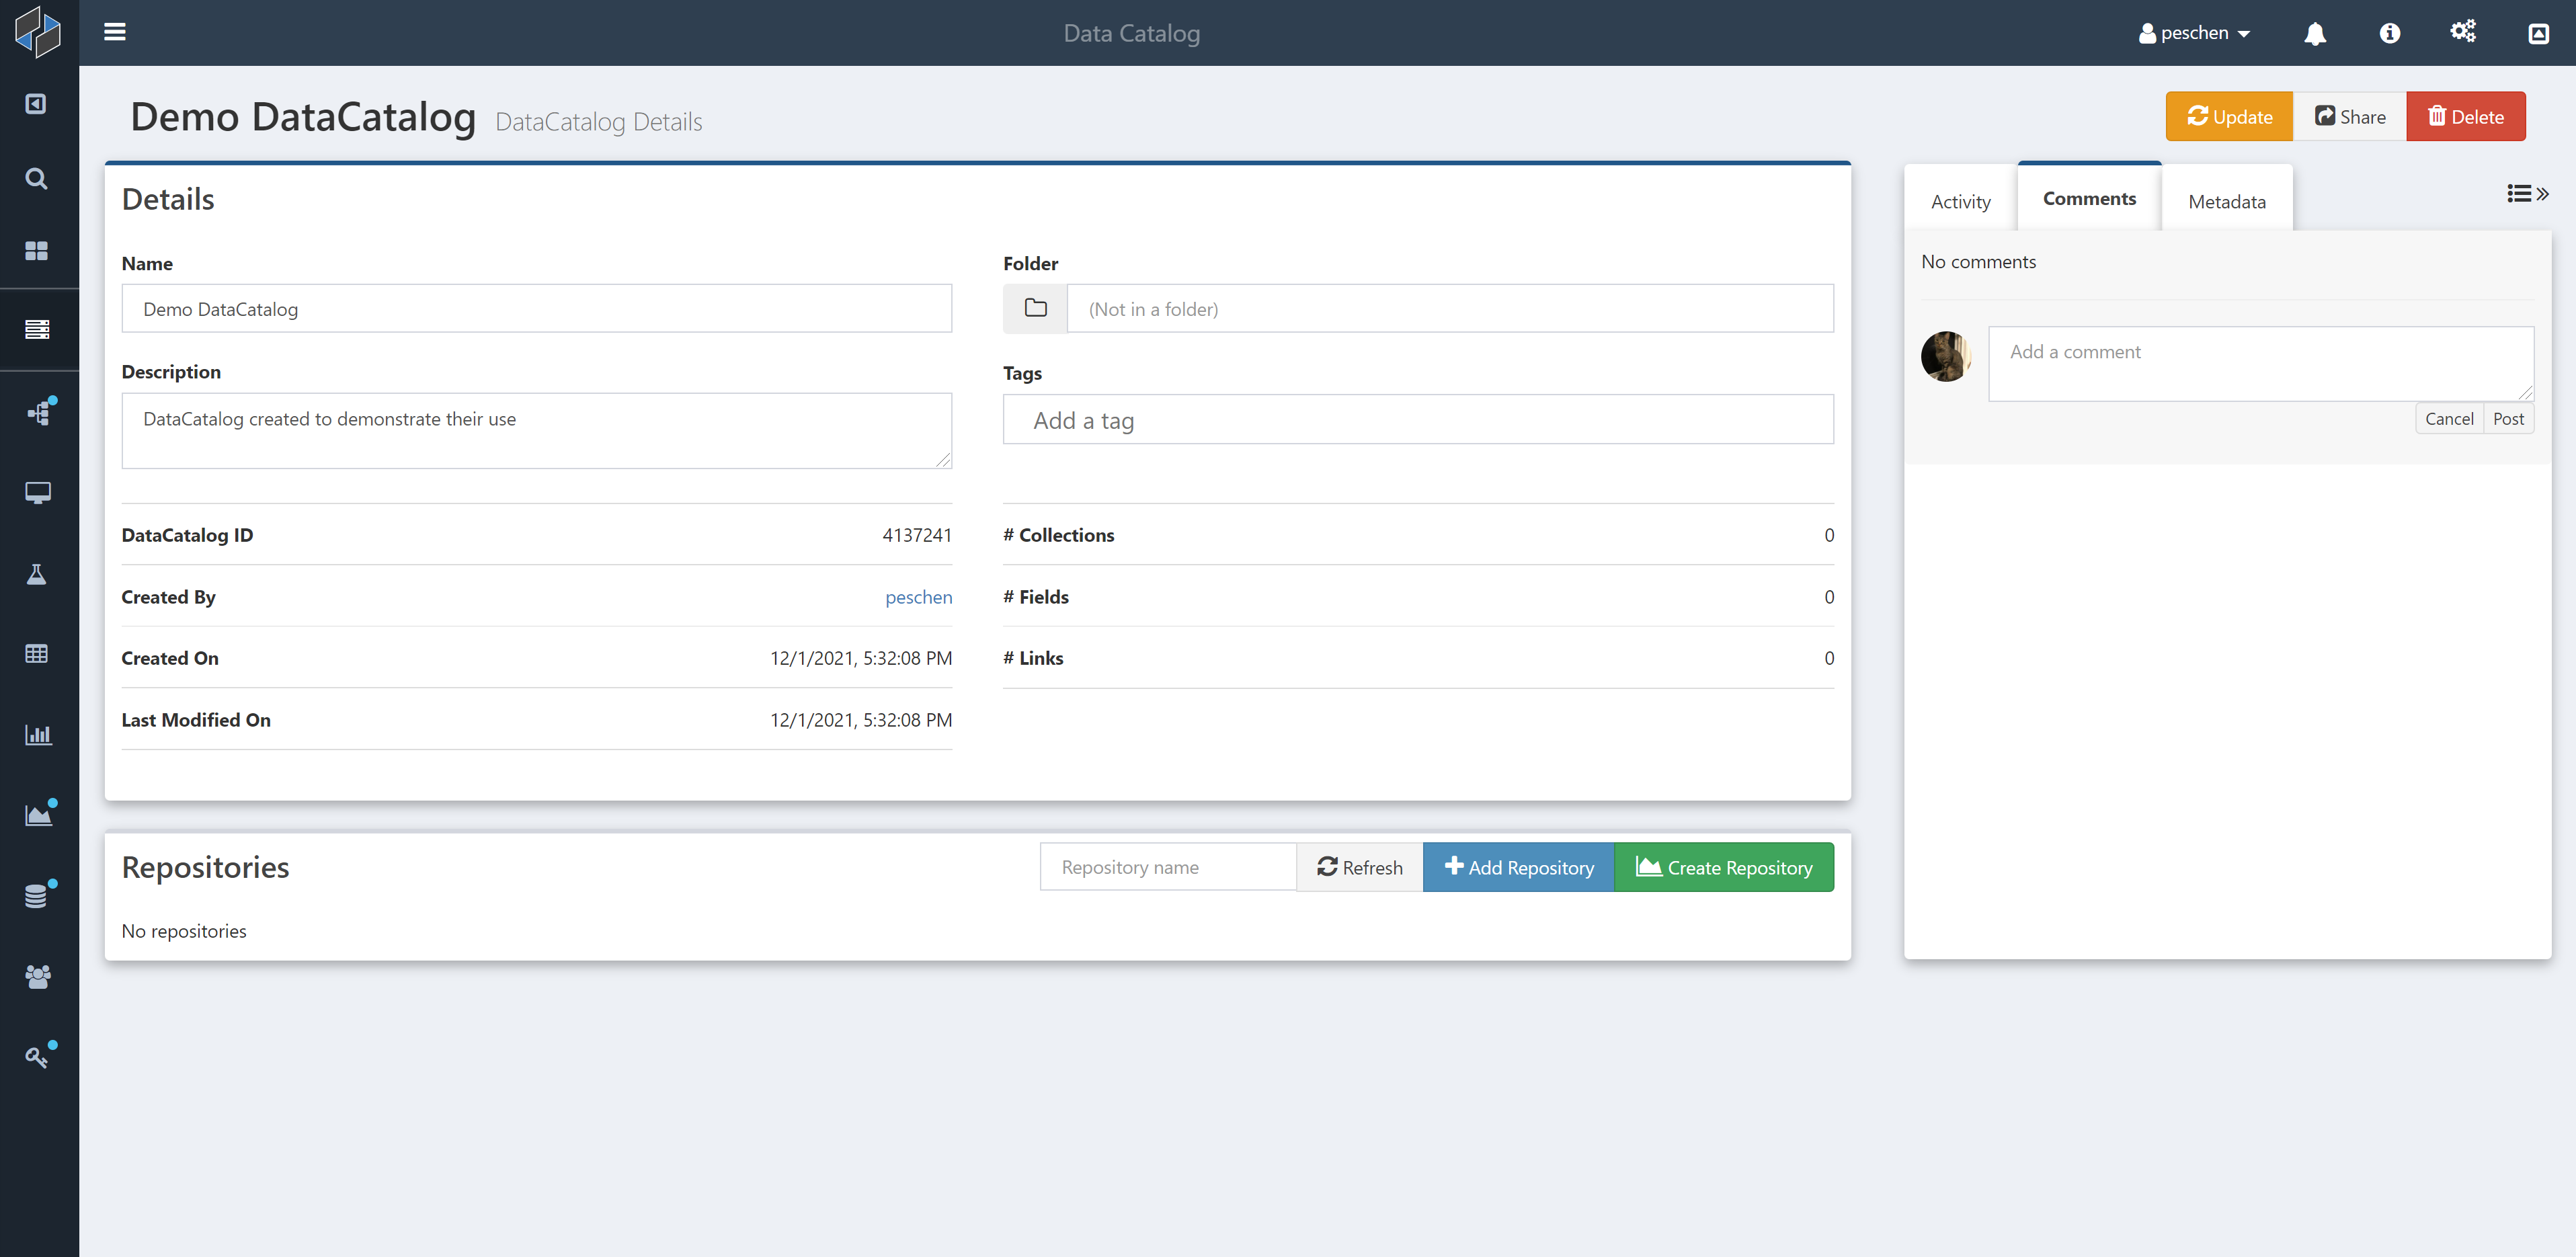 Data Catalog
peschen
Demo DataCatalog DataCatalog Details
Update Share Delete
Details
Name
Demo DataCatalog
Description
DataCatalog created to demonstrate their use
Folder
(Not in a folder)
Tags
Add a tag
DataCatalog ID 4137241
Created By peschen
Created On 12/1/2021, 5:32:08 PM
Last Modified On 12/1/2021, 5:32:08 PM
# Collections 0
# Fields 0
# Links 0
Repositories
Repository name Refresh Add Repository Create Repository
No repositories
Activity Comments Metadata
No comments
Add a comment
Cancel Post